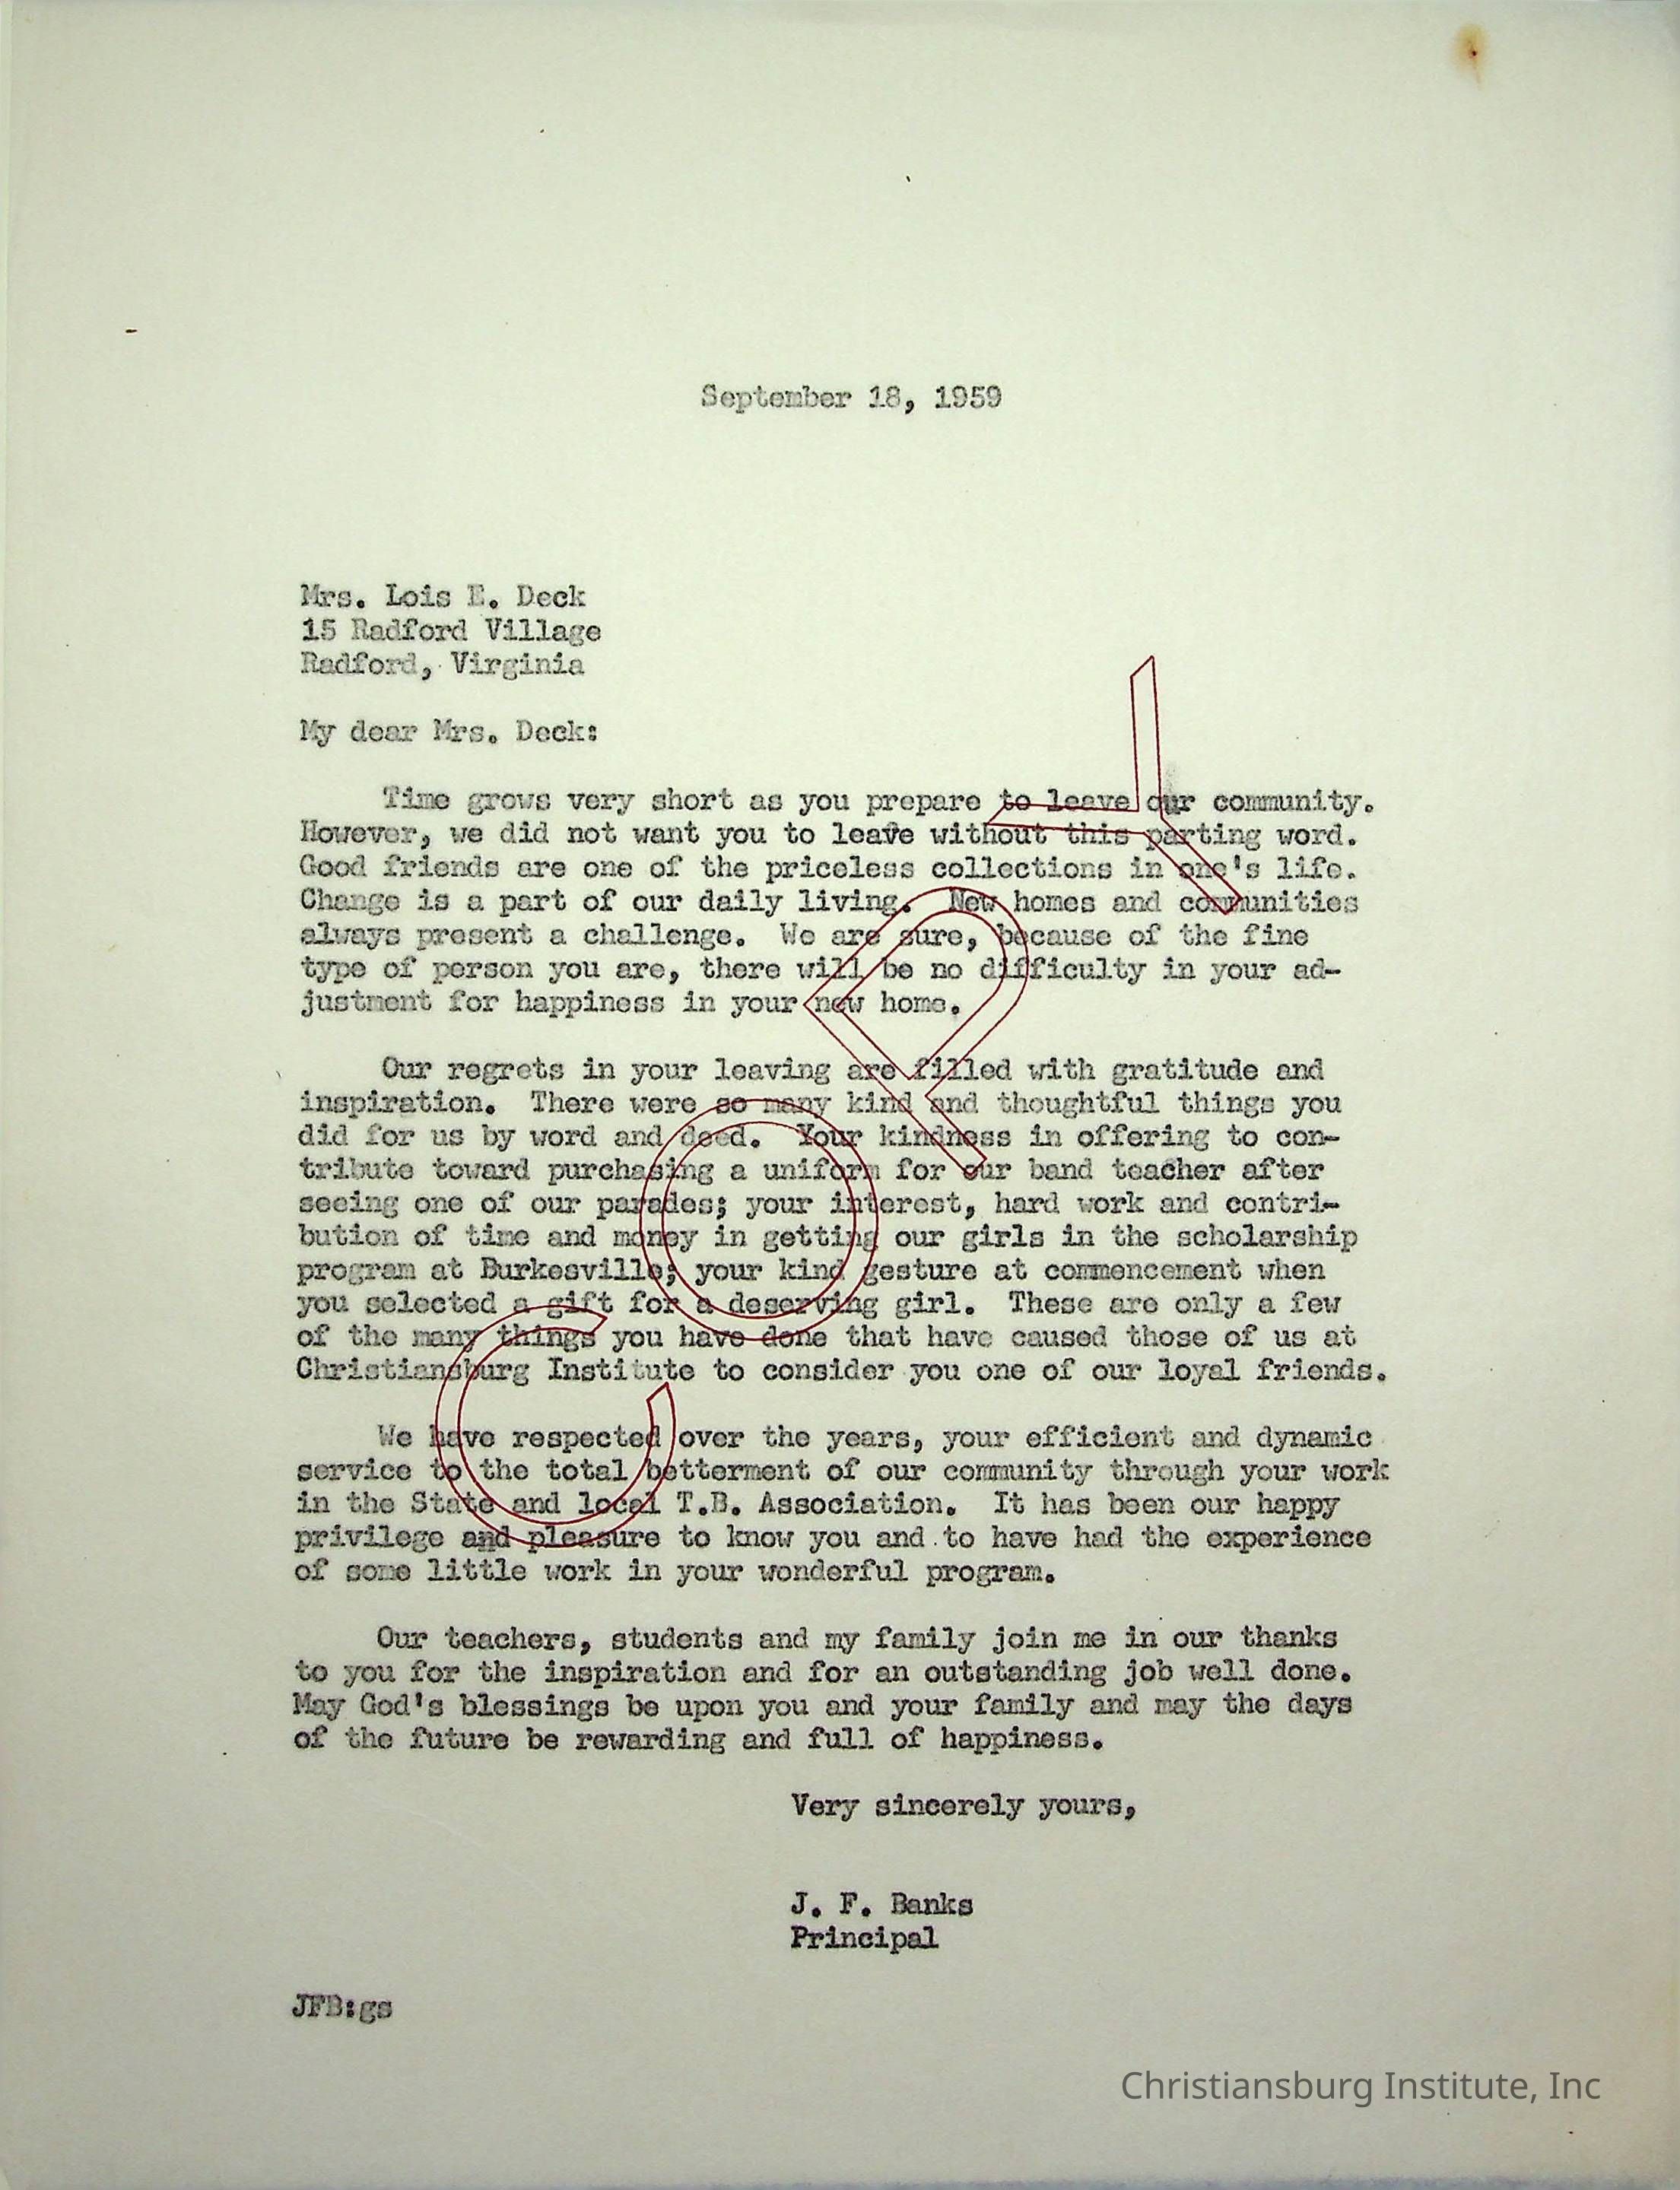 September 18, 1959
Mrs. Lois E. Deck
15 Radford Village
Radford, Virginia
My dear Mrs. Deck:
Time grows very short as you prepare to leave our community.
However, we did not want you to leave without this parting word.
Good friends are one of the priceless collections in one's life.
Change is a part of our daily living. New homes and communities
always present a challenge. We are sure, because of the fine
type of person you are, there will be no difficulty in your ad-
justment for happiness in your new home.
Our regrets in your leaving are filled with gratitude and
inspiration. There were so many kind and thoughtful things you
did for us by word and deed. Your kindness in offering to con-
tribute toward purchasing a uniform for our band teacher after
seeing one of our parades; your interest, hard work and contri-
bution of time and money in getting our girls in the scholarship
program at Burkesville; your kind gesture at commencement when
you selected a gift for a deserving girl. These are only a few
of the many things you have done that have caused those of us at
Christiansburg Institute to consider you one of our loyal friends.
We have respected over the years, your efficient and dynamic
service to the total betterment of our community through your work
in the State and local T.B. Association. It has been our happy
privilege and pleasure to know you and to have had the experience
of some little work in your wonderful program.
Our teachers, students and my family join me in our thanks
to you for the inspiration and for an outstanding job well done.
May God's blessings be upon you and your family and may the days
of the future be rewarding and full of happiness.
Very sincerely yours,
J. F. Banks
Principal
JFB:gs
COPY
Christiansburg Institute, Inc